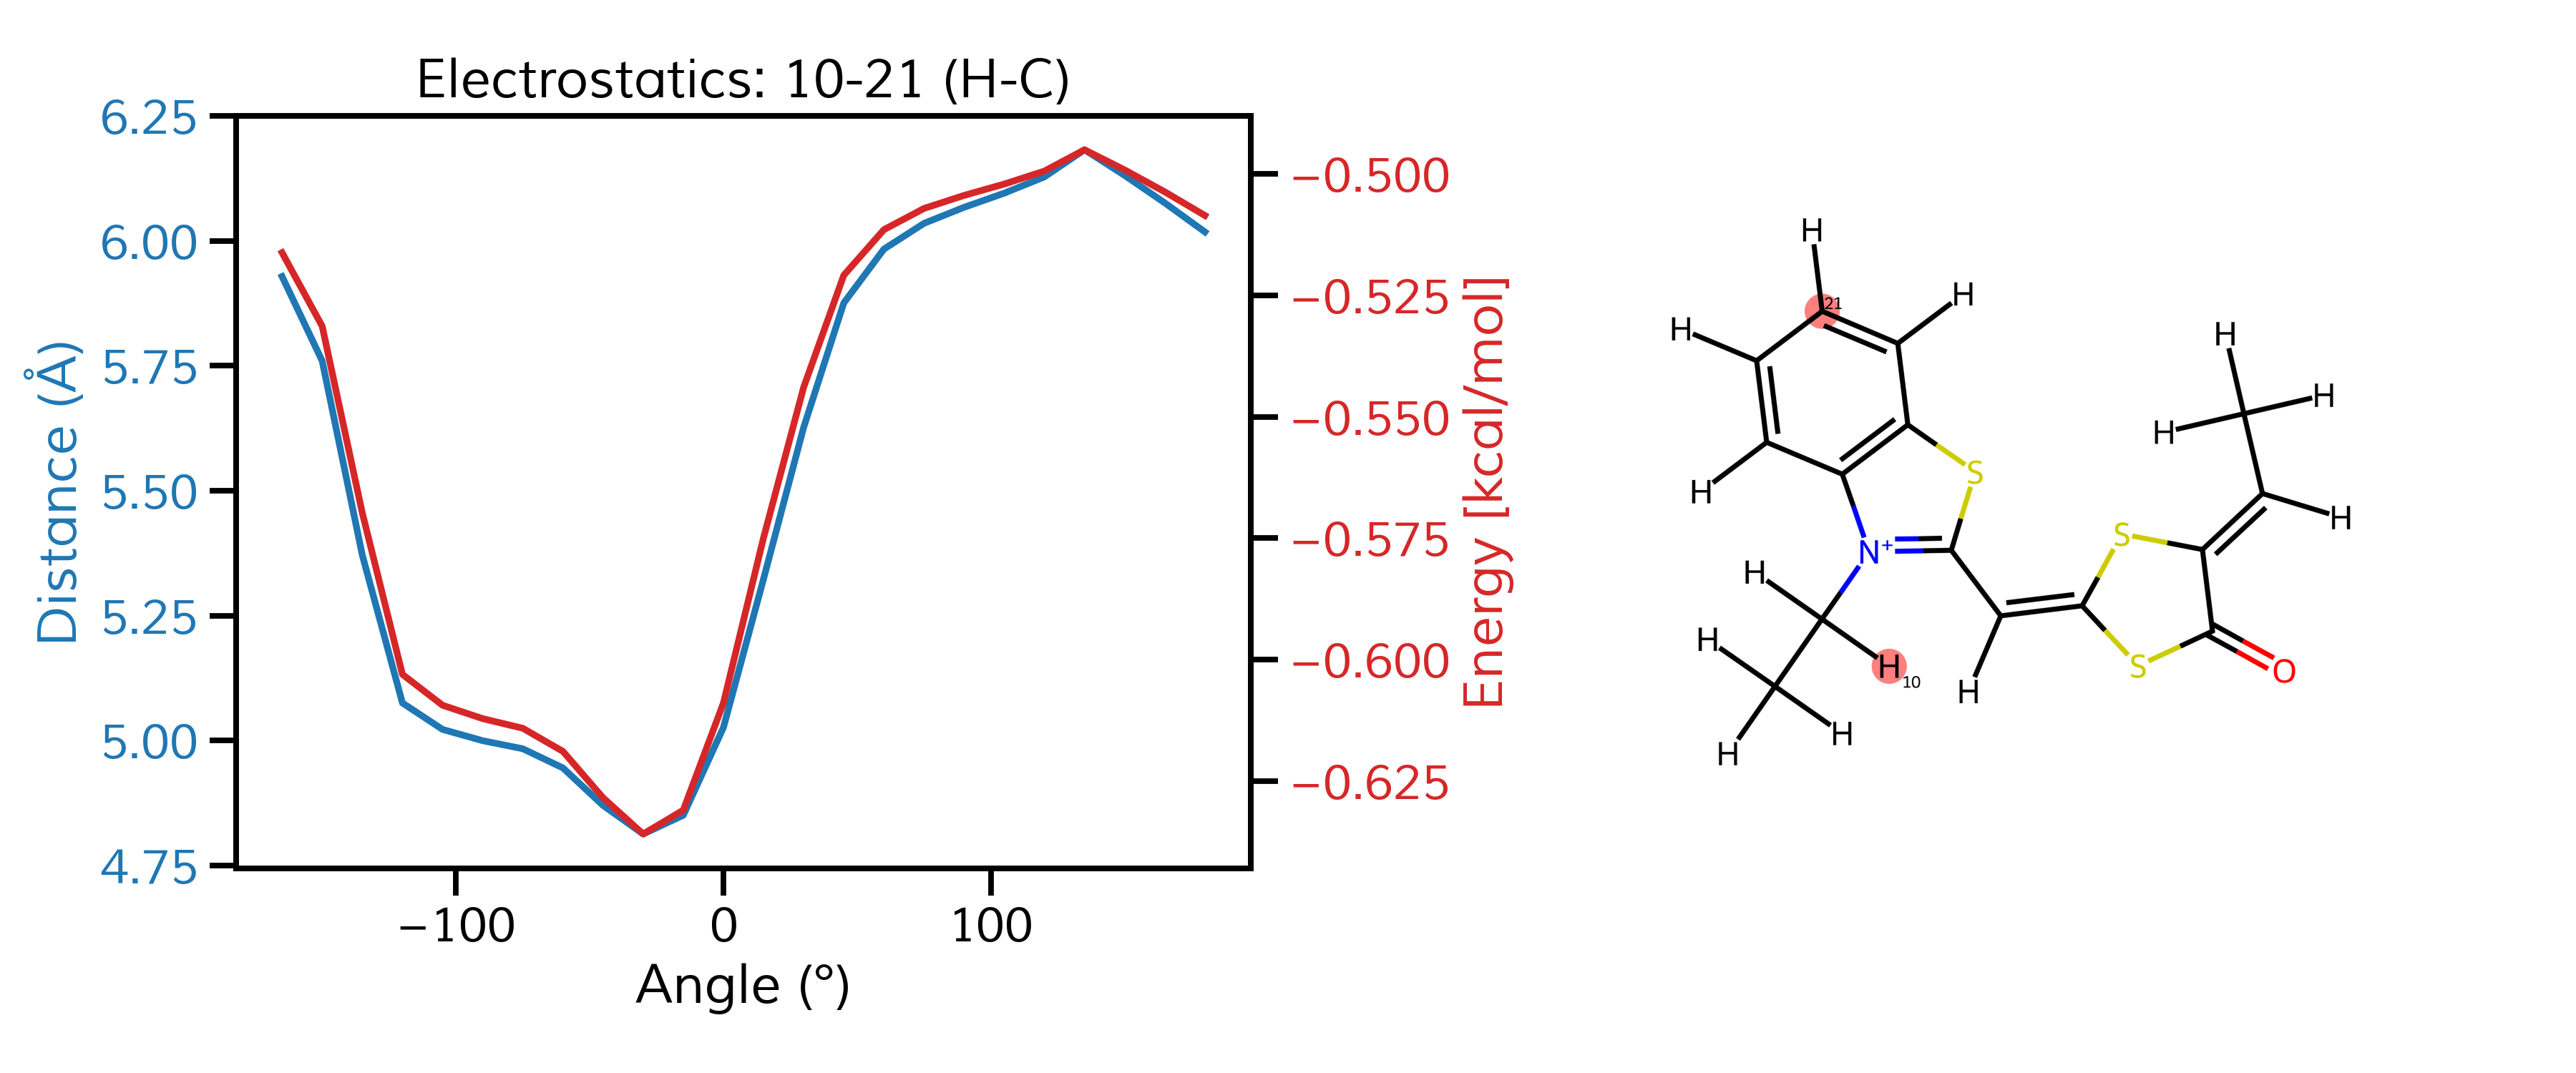 Electrostatics: 10-21 (H-C)
6.25
6.00
5.75
5.50
5.25
5.00
4.75
Distance (Å)
−100
0
100
Angle (°)
−0.500
−0.525
−0.550
−0.575
−0.600
−0.625
Energy [kcal/mol]
H
H
21
H
H
H
H
H
S
H
H
S
N+
H
H
H
H
10
S
O
H
H
H